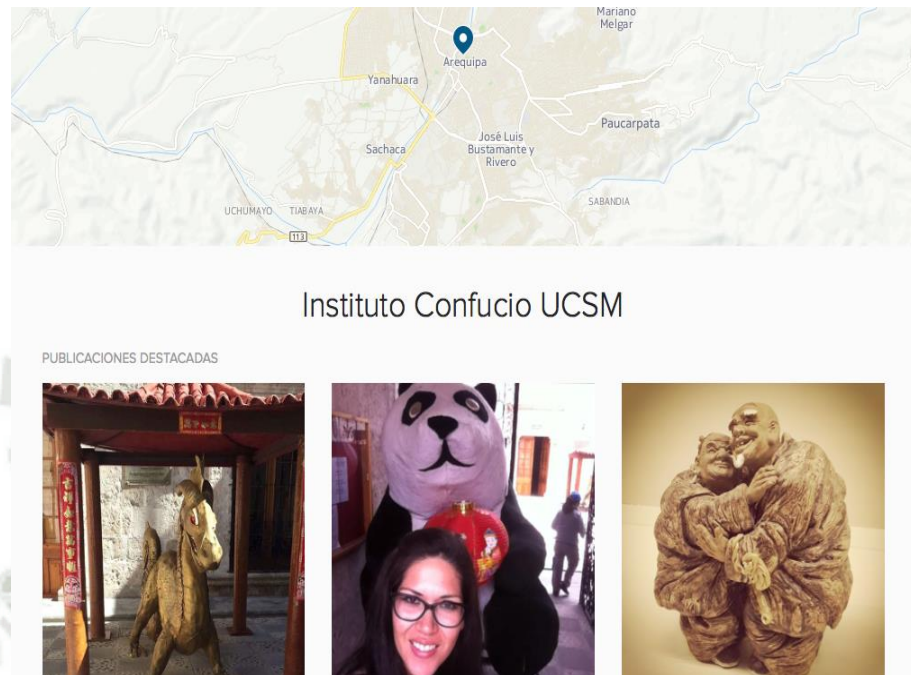 Mariano
Melgar
Arequipa
Yanahuara
Paucarpata
José Luis
Bustamante y
Rivero
Sachaca
SABANDIA
UCHUMAYO
TIABAYA
113
Instituto Confucio UCSM
PUBLICACIONES DESTACADAS